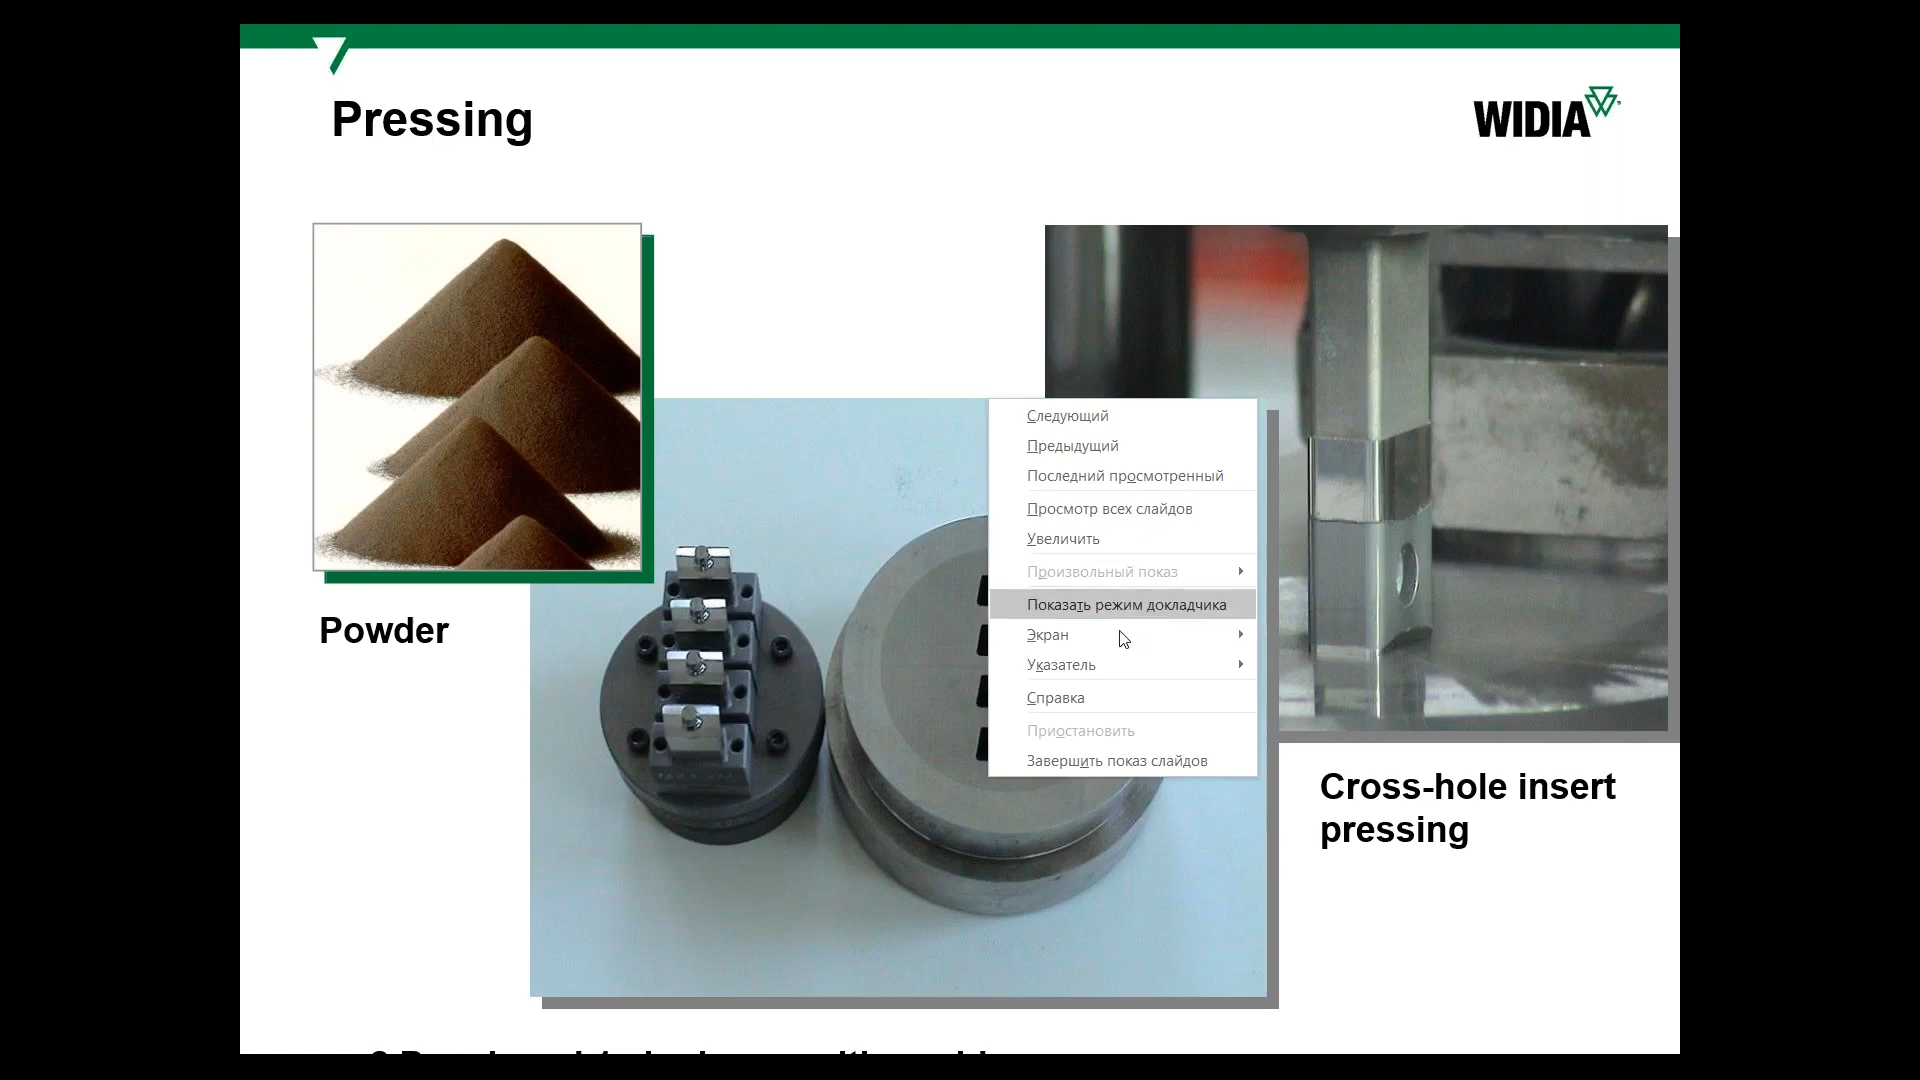 Pressing
WIDIA
Powder
Следующий
Предыдущий
Последний просмотренный
Просмотр всех слайдов
Увеличить
Произвольный показ
Показать режим докладчика
Экран
Указатель
Справка
Приостановить
Завершить показ слайдов
Cross-hole insert
pressing